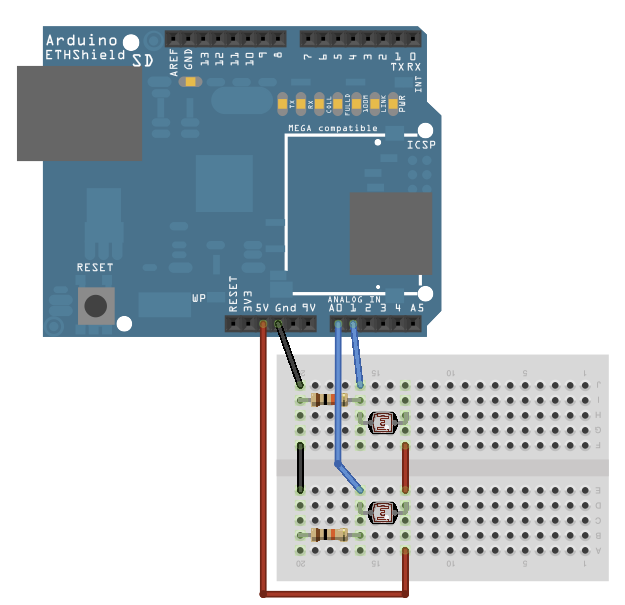 Arduino
ETHShield
SD
AREF
GND
13
12
11
10
9
8
7
6
5
4
3
2
1
0
TX RX
INT
TX
RX
COLL
FULLD
100M
LINK
PWR
MEGA compatible
ICSP
RESET
WP
RESET
3V3
5V Gnd 9V
ANALOG IN
A0 1 2 3 4 A5
20 15 10 5 1
J
I
H
G
F
E
D
C
B
A
20 15 10 5 1